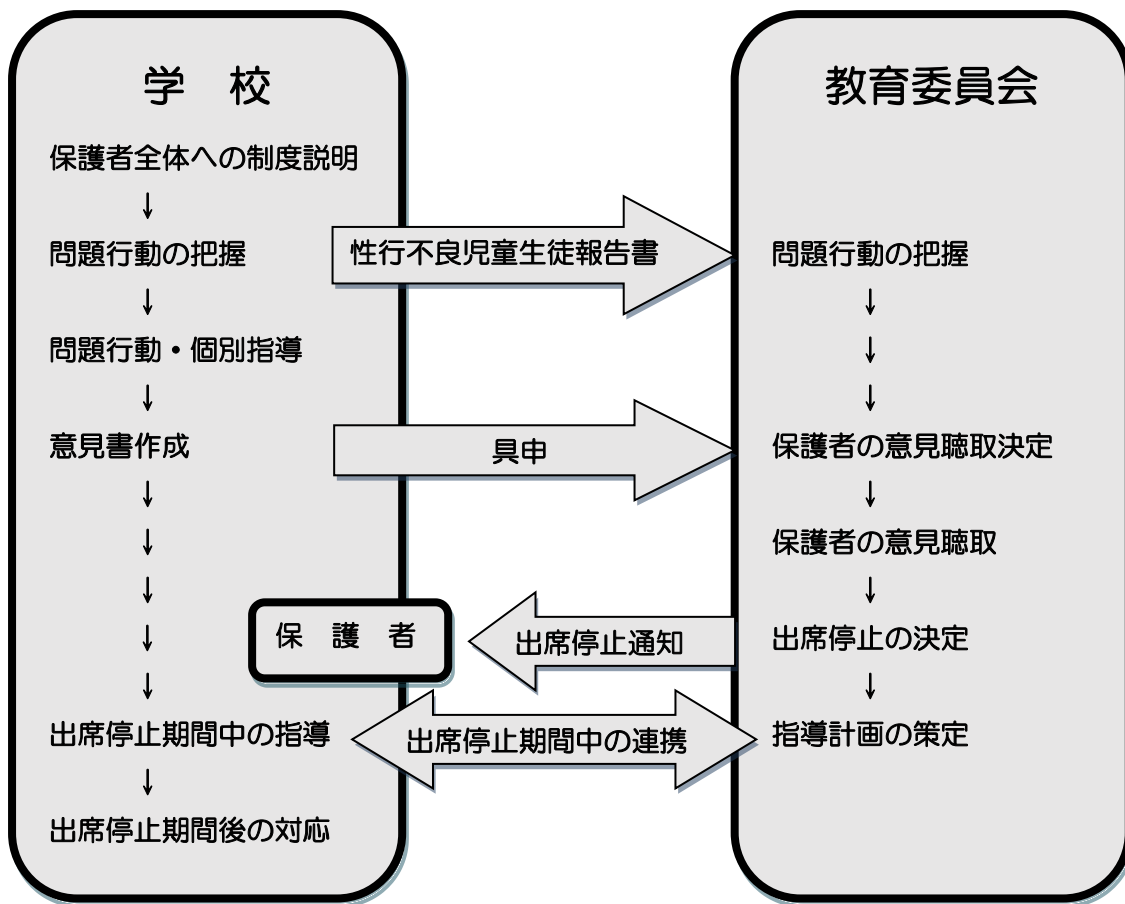 学　校
保護者全体への制度説明
↓
問題行動の把握
↓
問題行動・個別指導
↓
意見書作成
↓
↓
↓
↓
↓
出席停止期間中の指導
↓
出席停止期間後の対応
性行不良児童生徒報告書
具申
保　護　者
出席停止通知
出席停止期間中の連携
教育委員会
問題行動の把握
↓
↓
↓
保護者の意見聴取決定
↓
保護者の意見聴取
↓
出席停止の決定
↓
指導計画の策定